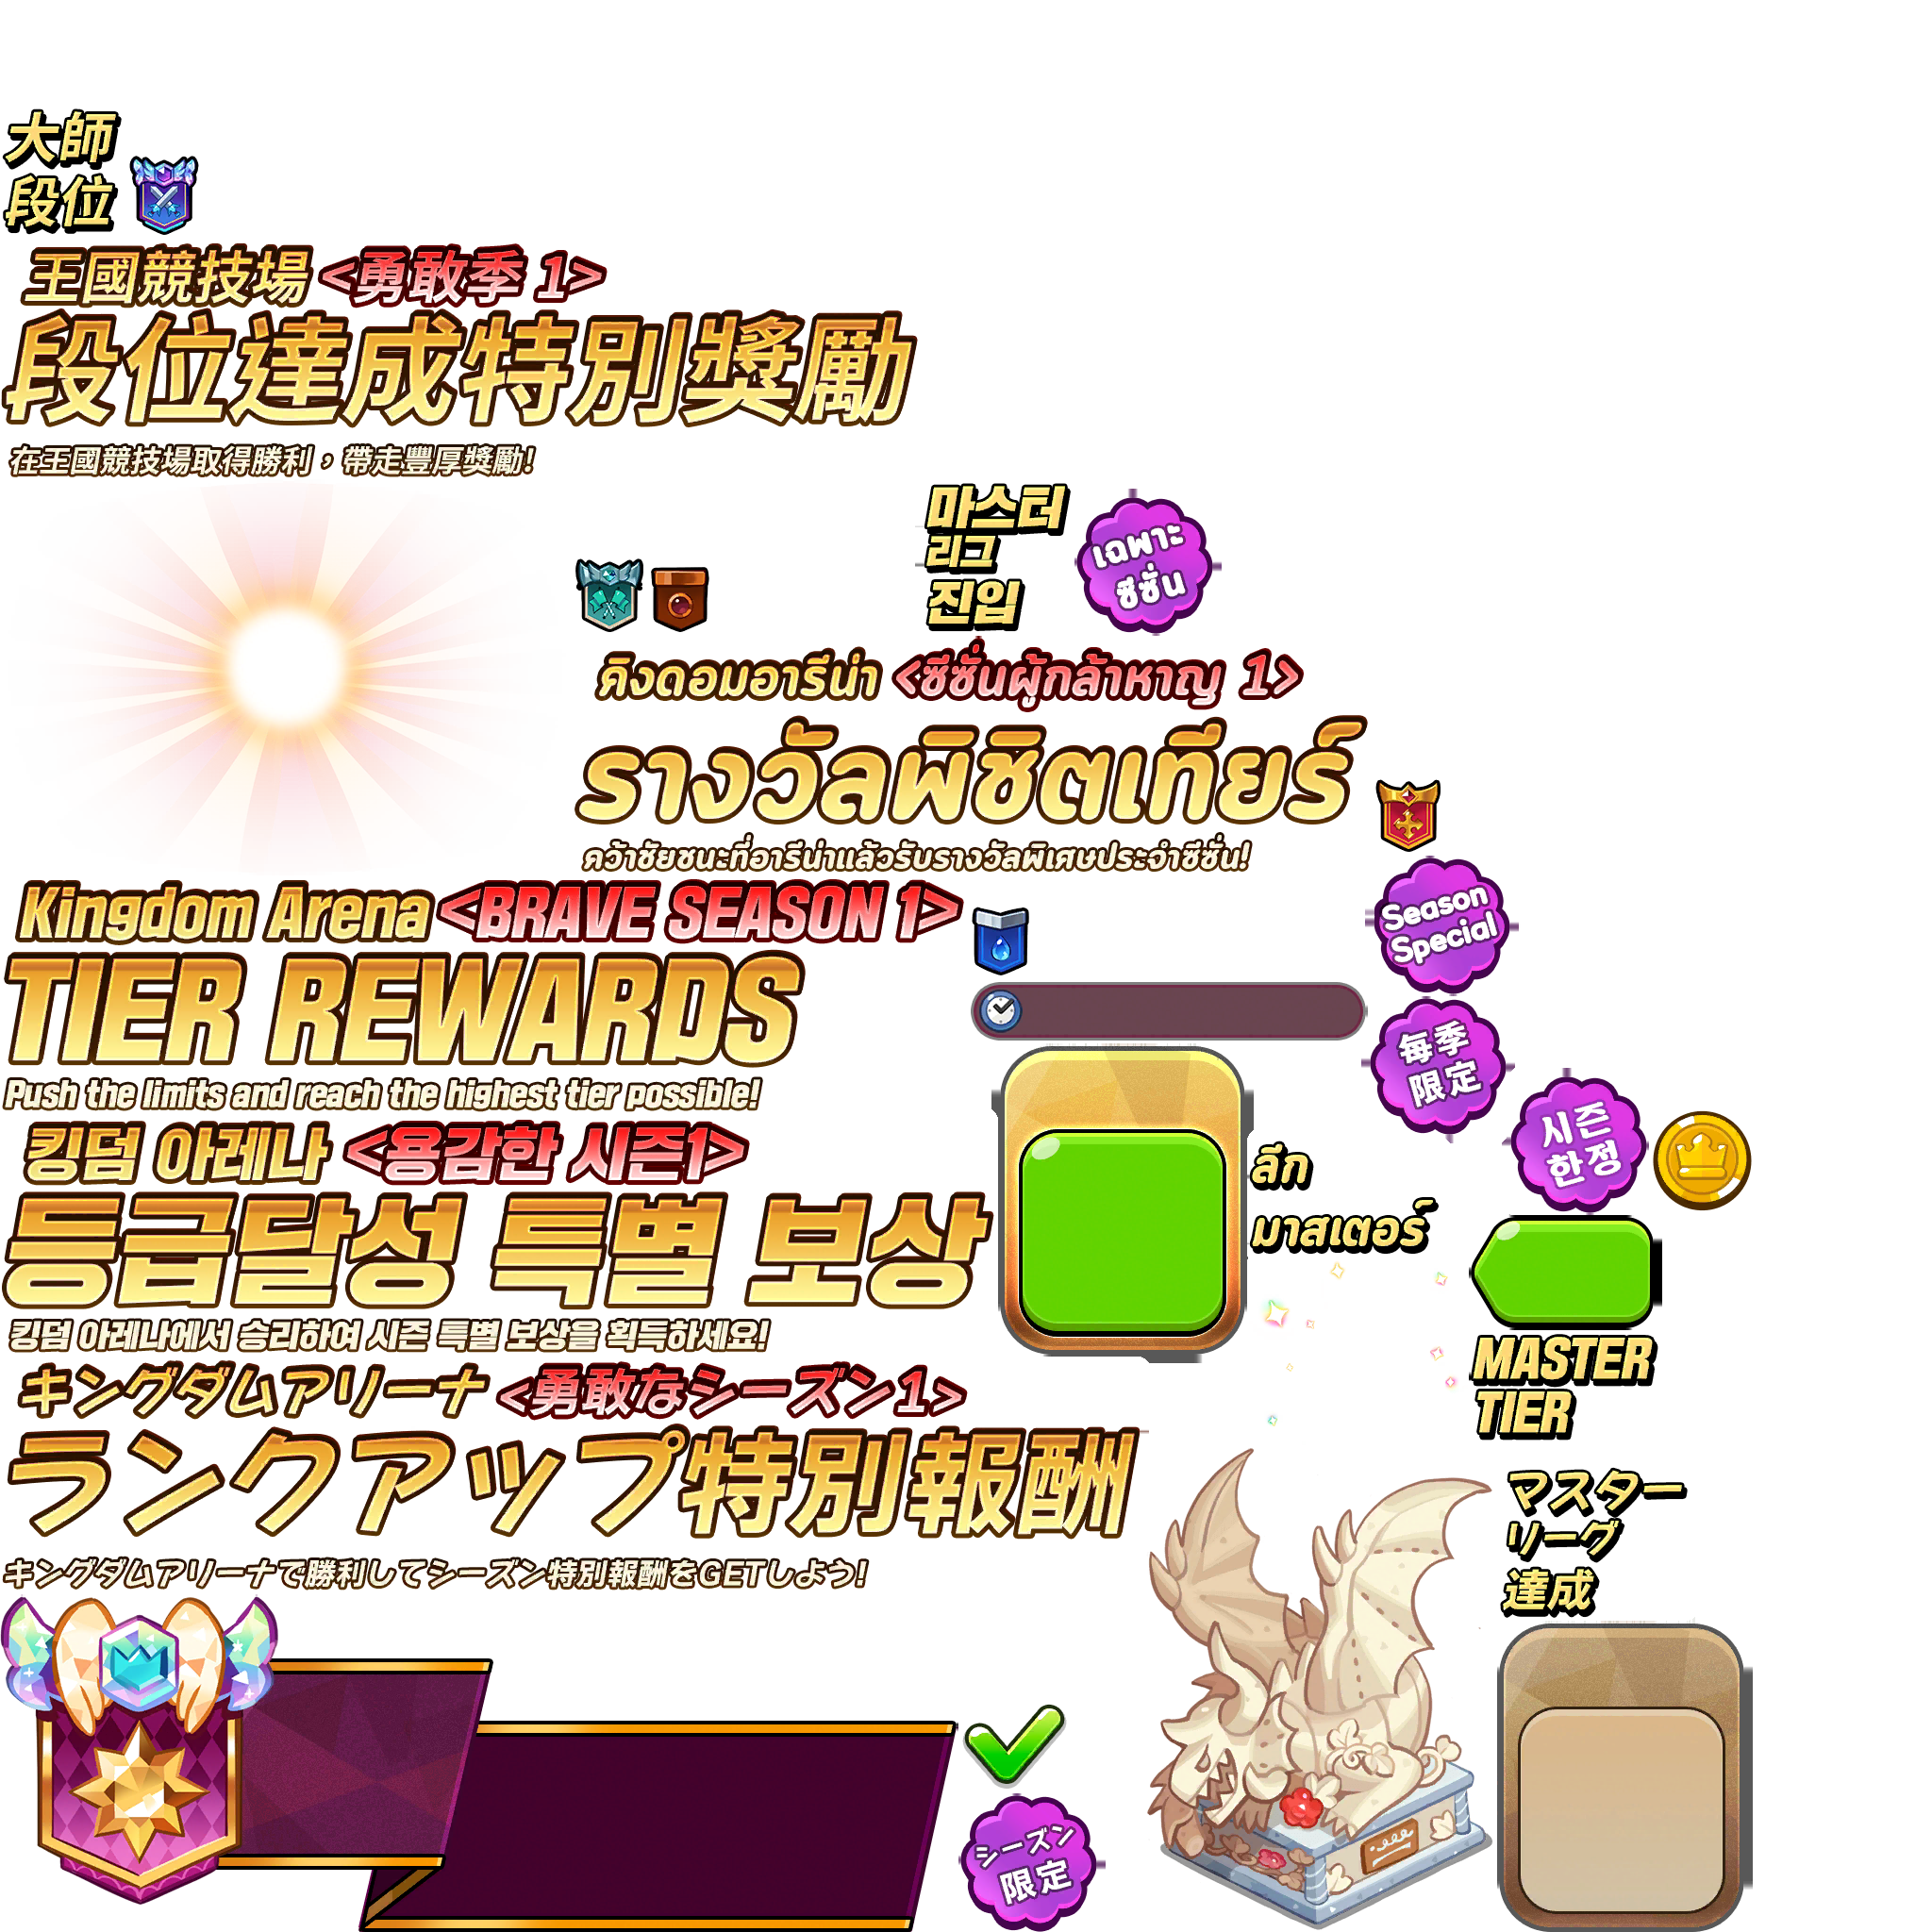 大師
段位
王國競技場 <勇敢季 1>
段位達成特別獎勵
在王國競技場取得勝利，帶走豐厚獎勵!
마스터
리그
진입
เฉพาะ
ซีซั่น
คิงดอมอารีน่า <ซีซั่นผู้กล้าหาญ 1>
รางวัลพิชิตเทียร์
คว้าชัยชนะที่อารีน่าแล้วรับรางวัลพิเศษประจำซีซั่น!
Kingdom Arena <BRAVE SEASON 1>
TIER REWARDS
Push the limits and reach the highest tier possible!
Season
Special
每季
限定
시즌
한정
킹덤 아레나 <용감한 시즌1>
등급달성 특별 보상
킹덤 아레나에서 승리하여 시즌 특별 보상을 획득하세요!
ลีก
มาสเตอร์
MASTER
TIER
キングダムアリーナ <勇敢なシーズン1>
ランクアップ特別報酬
キングダムアリーナで勝利してシーズン特別報酬をGETしよう!
マスター
リーグ
達成
シーズン
限定